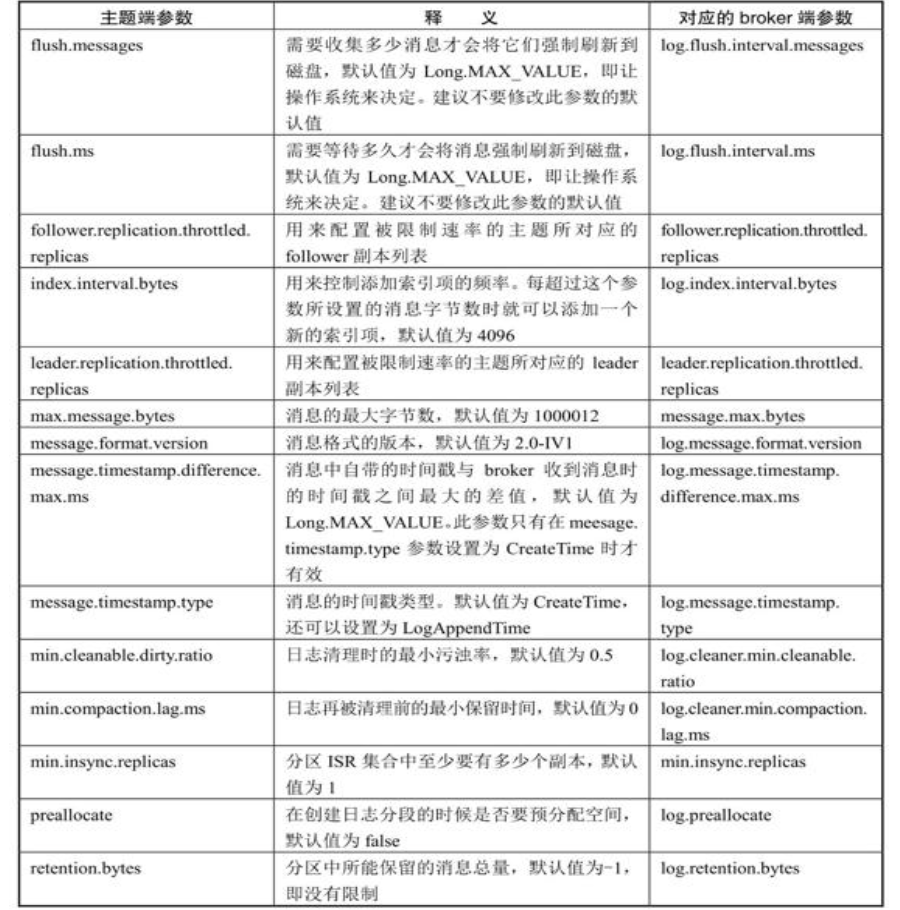 主题端参数
释 义
对应的 broker 端参数
flush.messages
需要收集多少消息才会将它们强制刷新到
磁盘，默认值为 Long.MAX_VALUE，即让
操作系统来决定。建议不要修改此参数的默
认值
log.flush.interval.messages
flush.ms
需要等待多久才会将消息强制刷新到磁盘，
默认值为 Long.MAX_VALUE，即让操作系
统来决定。建议不要修改此参数的默认值
log.flush.interval.ms
follower.replication.throttled.
replicas
用来配置被限制速率的主题所对应的
follower 副本列表
follower.replication.throttled.
replicas
index.interval.bytes
用来控制添加索引项的频率。每超过这个参
数所设置的消息字节数时就可以添加一个
新的索引项，默认值为 4096
log.index.interval.bytes
leader.replication.throttled.
replicas
用来配置被限制速率的主题所对应的 leader
副本列表
leader.replication.throttled.
replicas
max.message.bytes
消息的最大字节数，默认值为 1000012
message.max.bytes
message.format.version
消息格式的版本，默认值为 2.0-IV1
log.message.format.version
message.timestamp.difference.
max.ms
消息中自带的时间戳与 broker 收到消息时
的时间戳之间最大的差值，默认值为
Long.MAX_VALUE。此参数只有在 meesage.
timestamp.type 参数设置为 CreateTime 时才
有效
log.message.timestamp.
difference.max.ms
message.timestamp.type
消息的时间戳类型。默认值为 CreateTime，
还可以设置为 LogAppendTime
log.message.timestamp.
type
min.cleanable.dirty.ratio
日志清理时的最小污浊率，默认值为 0.5
log.cleaner.min.cleanable.
ratio
min.compaction.lag.ms
日志再被清理前的最小保留时间，默认值为 0
log.cleaner.min.compaction.
lag.ms
min.insync.replicas
分区 ISR 集合中至少要有多少个副本，默认
值为 1
min.insync.replicas
preallocate
在创建日志分段的时候是否要预分配空间，
默认值为 false
log.preallocate
retention.bytes
分区中所能保留的消息总量，默认值为-1，
即没有限制
log.retention.bytes